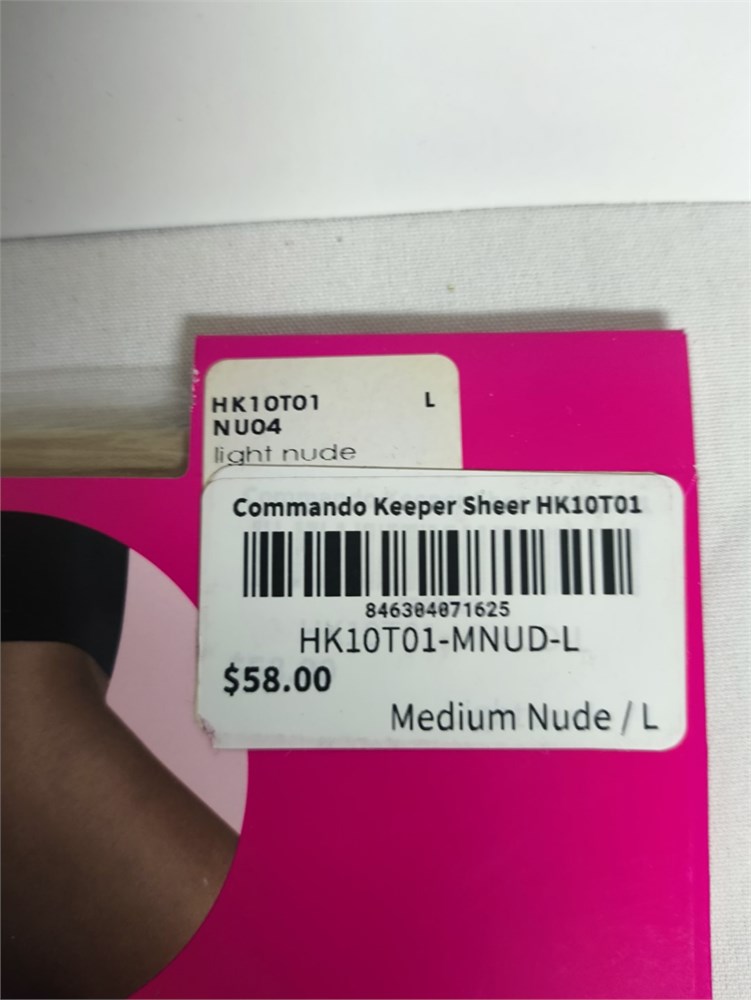 HK10T01 L
NU04
light nude
Commando Keeper Sheer HK10T01
846304071625
HK10T01-MNUD-L
$58.00
Medium Nude / L